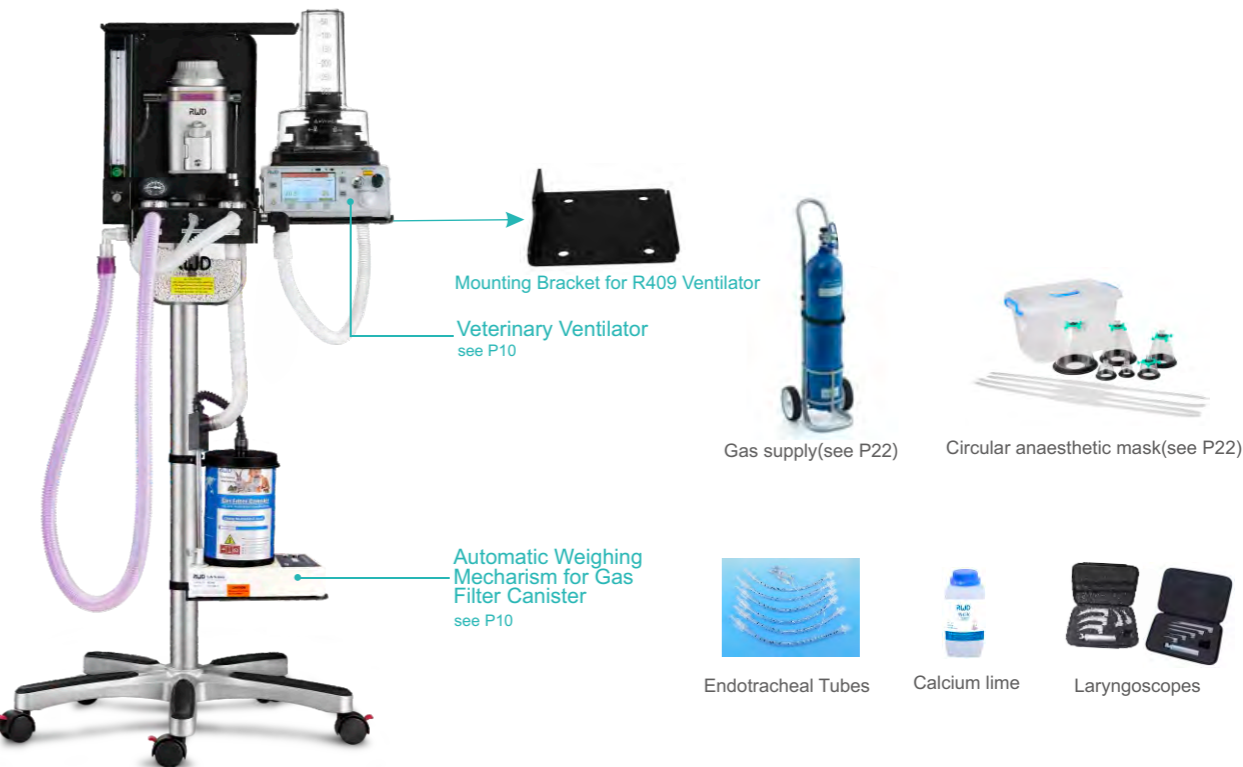 RWD
RWD
Mounting Bracket for R409 Ventilator
Veterinary Ventilator
see P10
Gas supply(see P22)
Circular anaesthetic mask(see P22)
Automatic Weighing
Mecharism for Gas
Filter Canister
see P10
RWD
RWD
Endotracheal Tubes
Calcium lime
Laryngoscopes